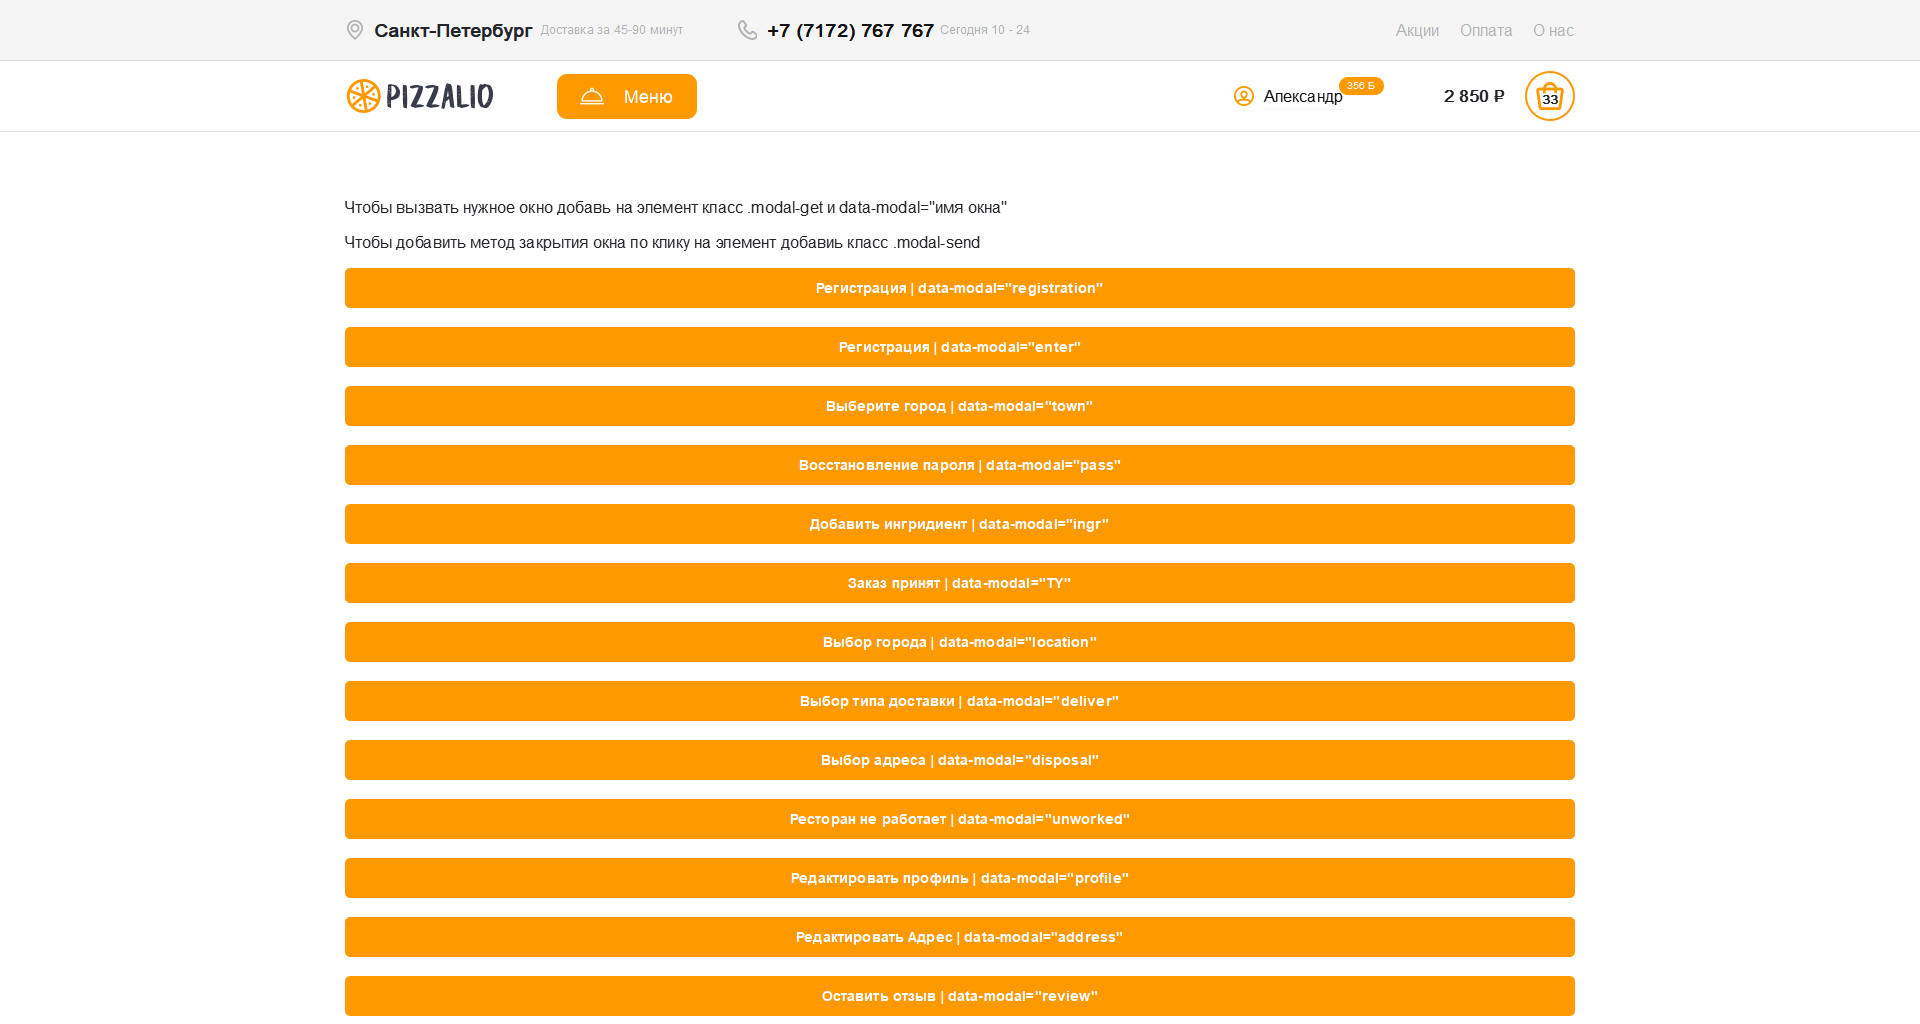 Санкт-Петербург Доставка за 45-90 минут +7 (7172) 767 767 Сегодня 10 - 24 Акции Оплата О нас
PIZZALIO Меню Александр 356 Б 2 850 ₽ 33
Чтобы вызвать нужное окно добавь на элемент класс .modal-get и data-modal="имя окна"
Чтобы добавить метод закрытия окна по клику на элемент добавиь класс .modal-send
Регистрация | data-modal="registration"
Регистрация | data-modal="enter"
Выберите город | data-modal="town"
Восстановление пароля | data-modal="pass"
Добавить ингридиент | data-modal="ingr"
Заказ принят | data-modal="TY"
Выбор города | data-modal="location"
Выбор типа доставки | data-modal="deliver"
Выбор адреса | data-modal="disposal"
Ресторан не работает | data-modal="unworked"
Редактировать профиль | data-modal="profile"
Редактировать Адрес | data-modal="address"
Оставить отзыв | data-modal="review"